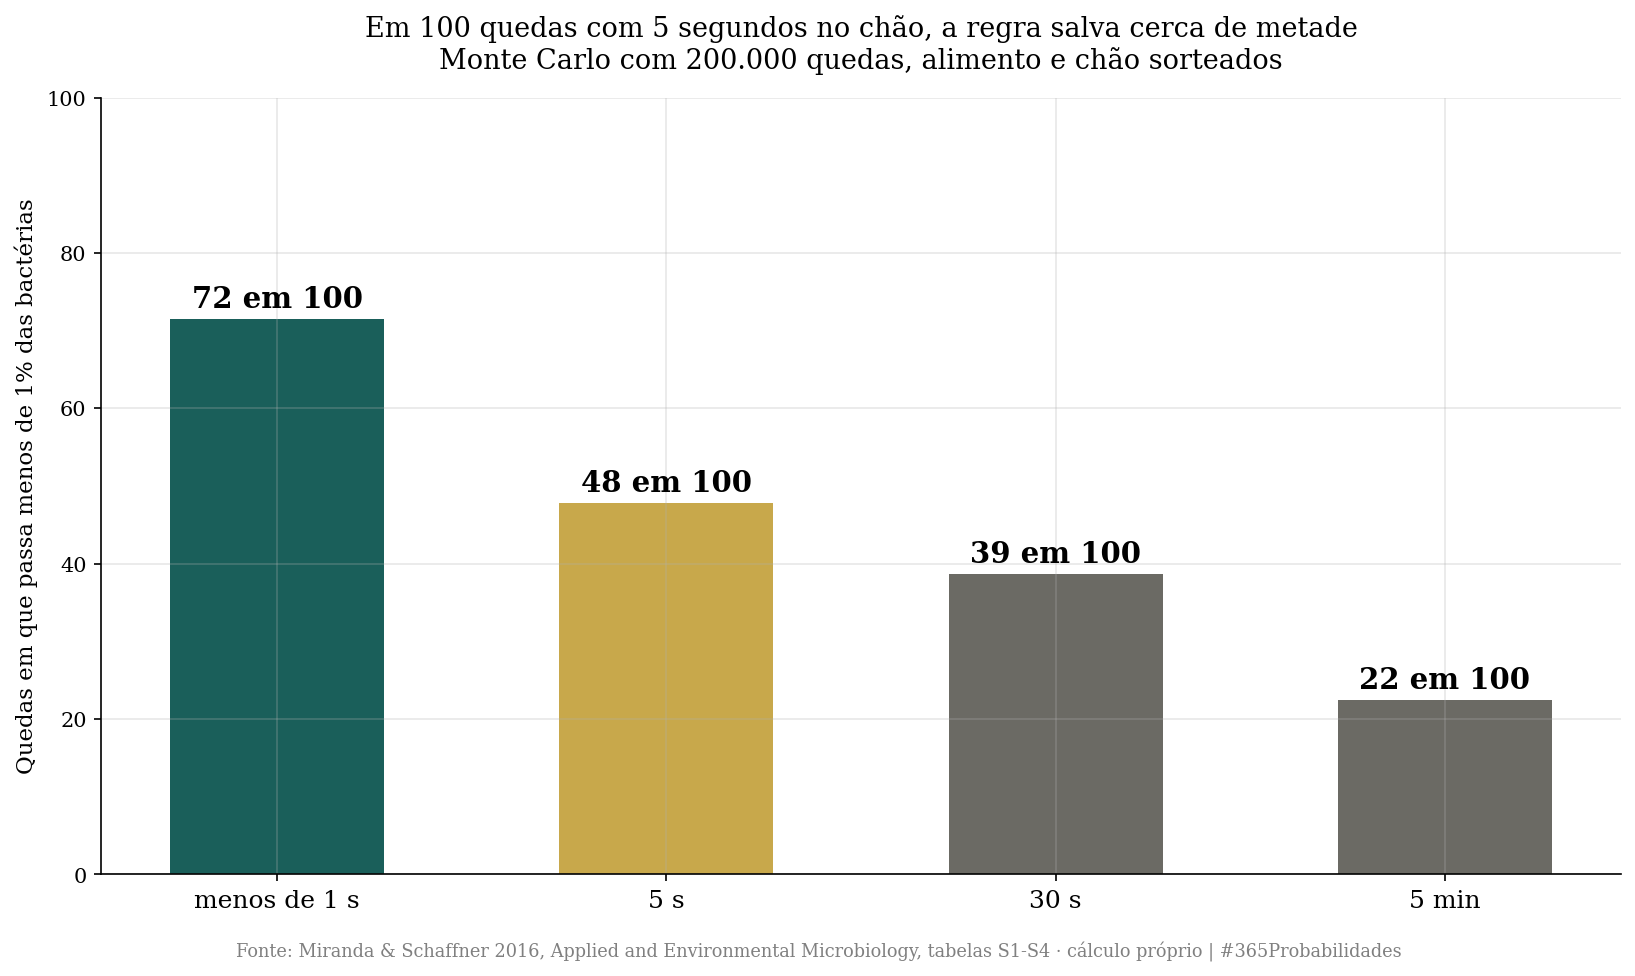 Em 100 quedas com 5 segundos no chão, a regra salva cerca de metade
Monte Carlo com 200.000 quedas, alimento e chão sorteados
Quedas em que passa menos de 1% das bactérias
100
80
60
40
20
0
72 em 100
48 em 100
39 em 100
22 em 100
menos de 1 s
5 s
30 s
5 min
Fonte: Miranda & Schaffner 2016, Applied and Environmental Microbiology, tabelas S1-S4 · cálculo próprio | #365Probabilidades